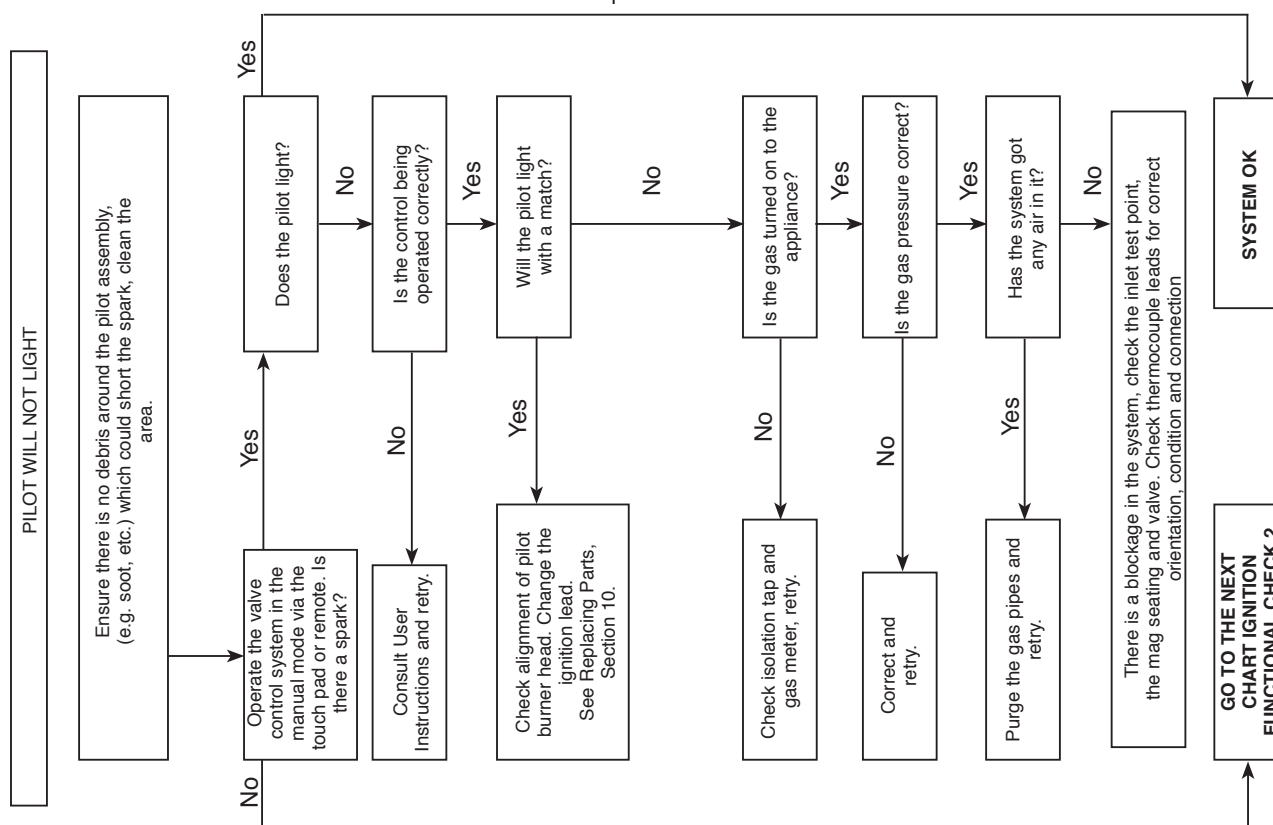 PILOT WILL NOT LIGHT
Ensure there is no debris around the pilot assembly,
(e.g. soot, etc.) which could short the spark, clean the
area.
Operate the valve
control system in the
manual mode via the
touch pad or remote. Is
there a spark?
No
Yes
Does the pilot light?
Yes
No
Is the control being
operated correctly?
No
Consult User
Instructions and retry.
Yes
Will the pilot light
with a match?
Yes
Check alignment of pilot
burner head. Change the
ignition lead.
See Replacing Parts,
Section 10.
No
Is the gas turned on to the
appliance?
No
Check isolation tap and
gas meter, retry.
Yes
Is the gas pressure correct?
No
Correct and
retry.
Yes
Has the system got
any air in it?
Yes
Purge the gas pipes and
retry.
No
There is a blockage in the system, check the inlet test point,
the mag seating and valve. Check thermocouple leads for correct
orientation, condition and connection
GO TO THE NEXT
CHART IGNITION
FUNCTIONAL CHECK 2
SYSTEM OK